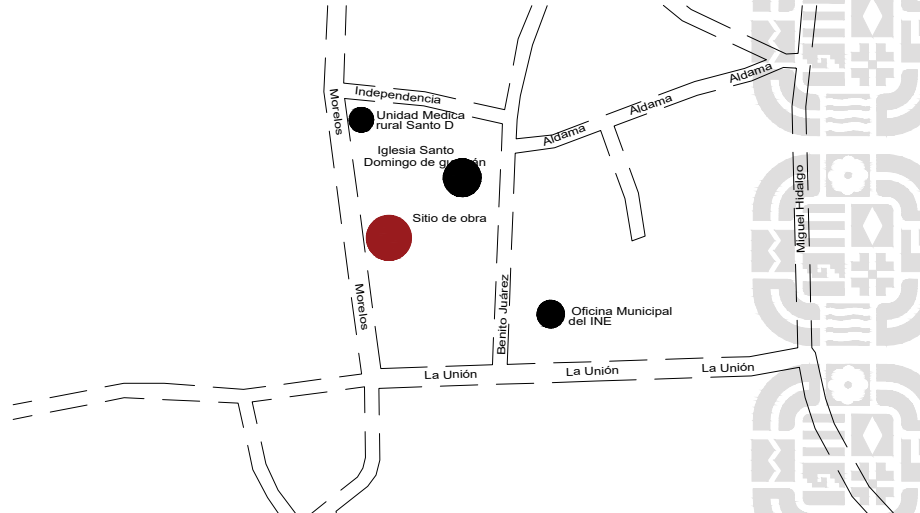 Independencia
Morelos
Unidad Medica
rural Santo D
Iglesia Santo
Domingo de guzmán
Sitio de obra
Aldama
Aldama
Aldama
Miguel Hidalgo
Morelos
Benito Juárez
Oficina Municipal
del INE
La Unión
La Unión
La Unión